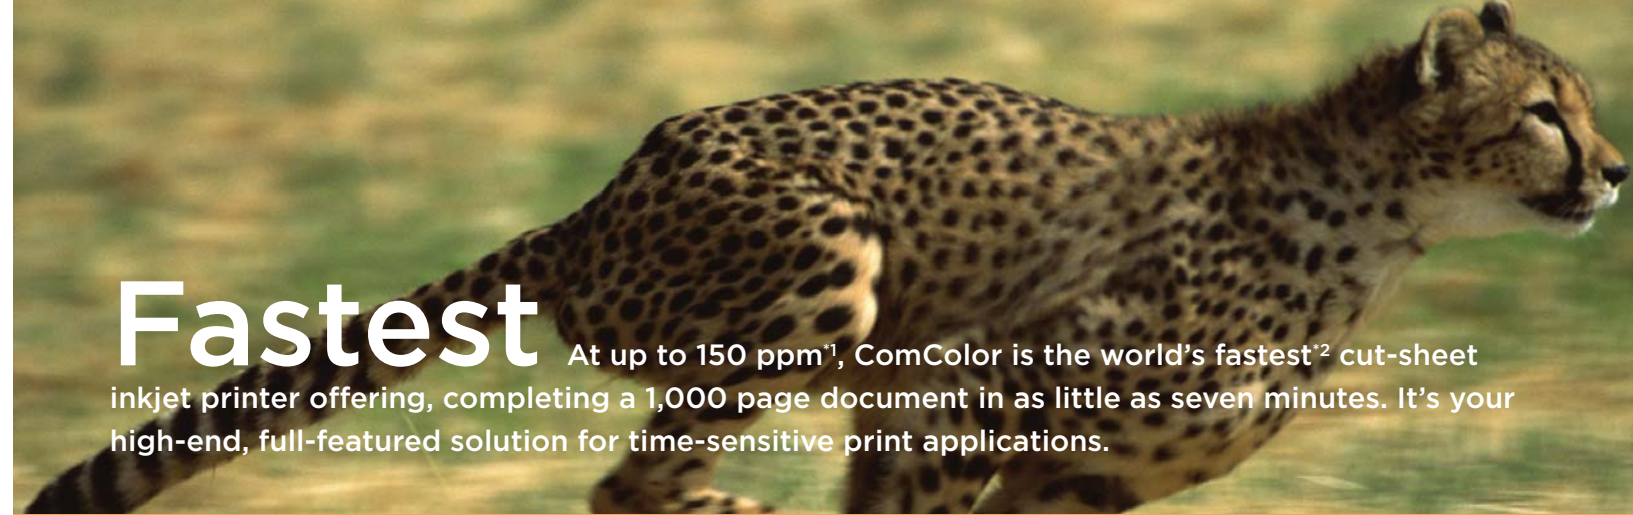 Fastest At up to 150 ppm*1, ComColor is the world’s fastest*2 cut-sheet
inkjet printer offering, completing a 1,000 page document in as little as seven minutes. It’s your
high-end, full-featured solution for time-sensitive print applications.